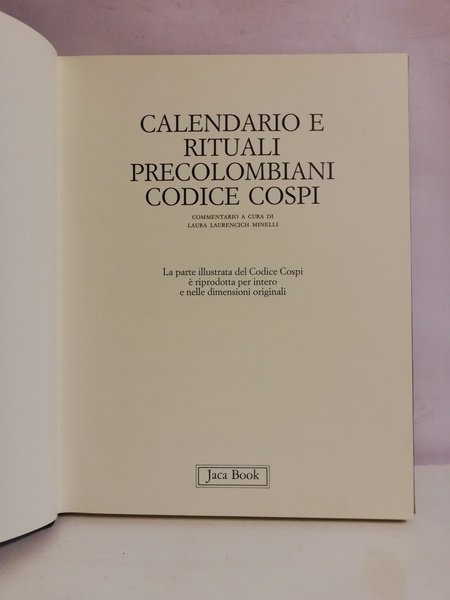 CALENDARIO E
RITUALI
PRECOLOMBIANI
CODICE COSPI
COMMENTARIO A CURA DI
LAURA LAURENCICH MINELLI
La parte illustrata del Codice Cospi
è riprodotta per intero
e nelle dimensioni originali
Jaca Book